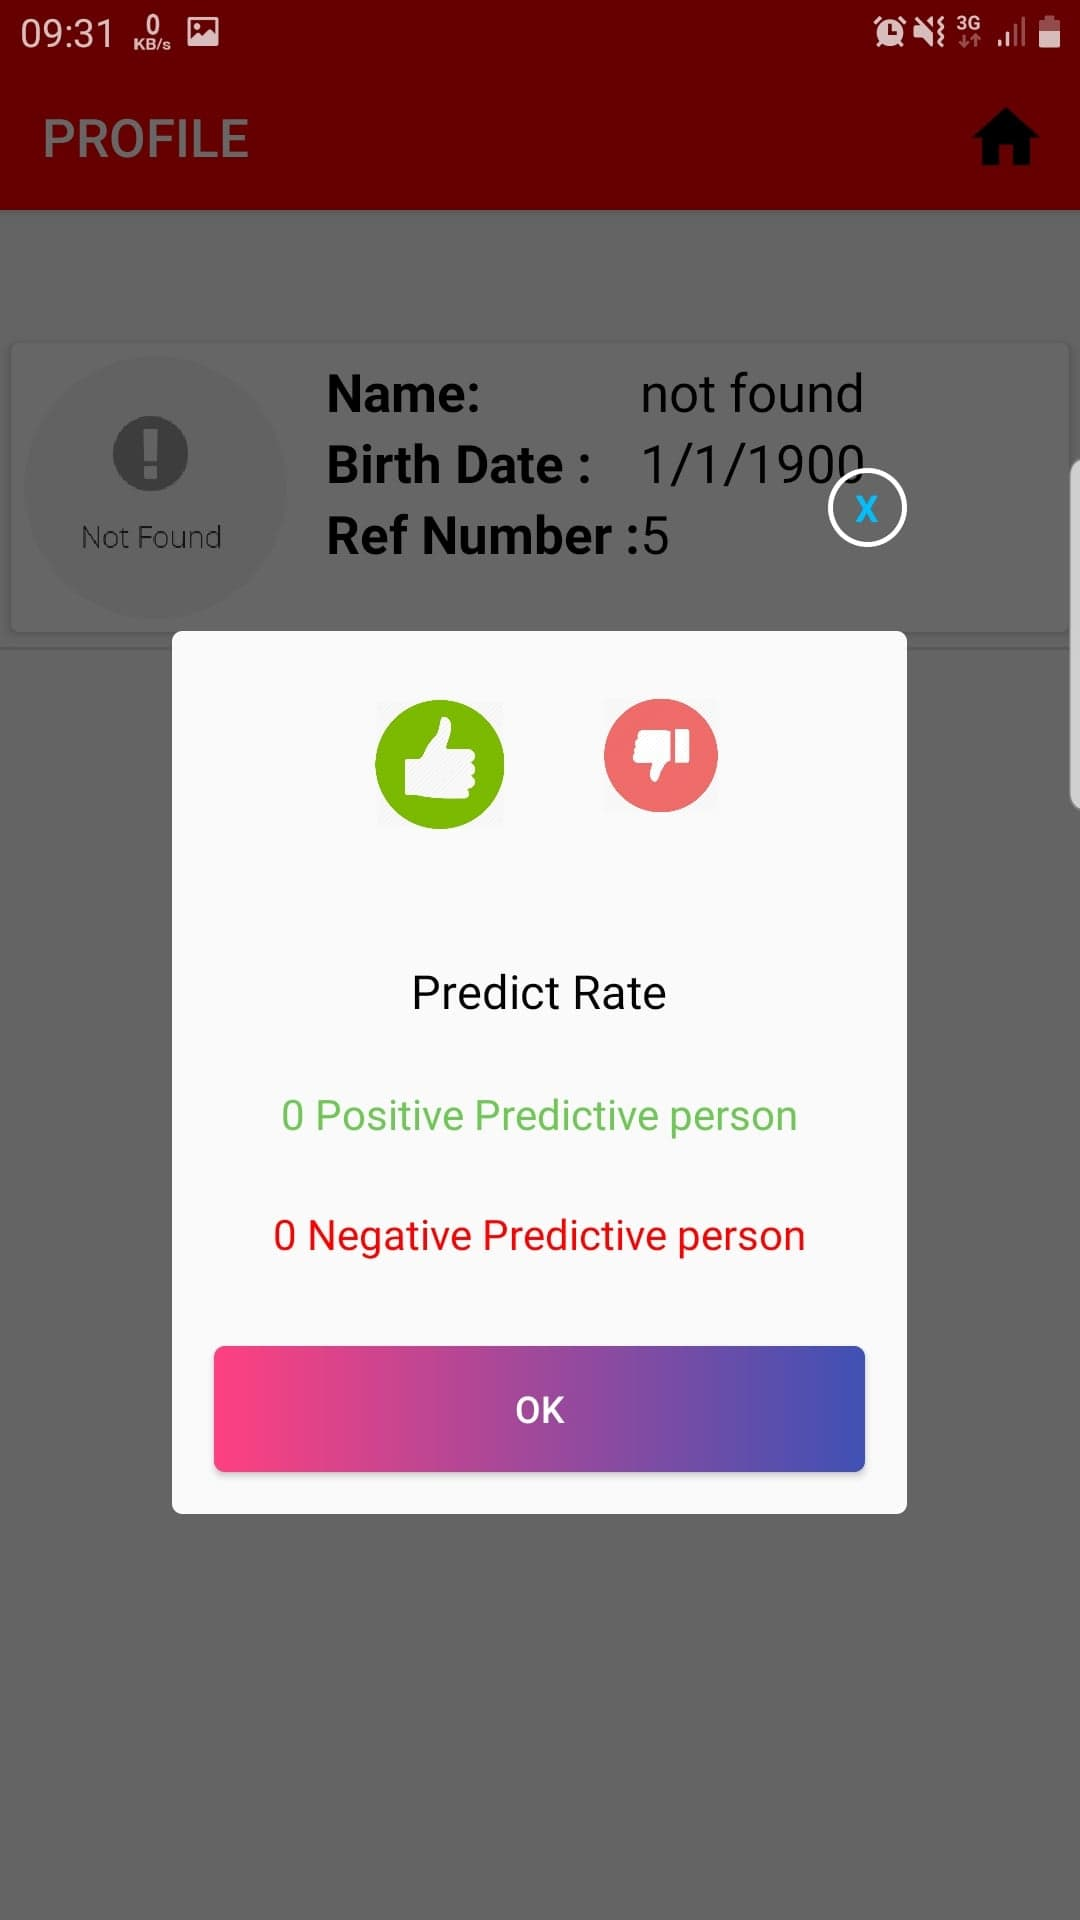 09:31 0 KB/s 3G
PROFILE
Name: not found
Birth Date : 1/1/1900
Ref Number :5
Not Found
X
Predict Rate
0 Positive Predictive person
0 Negative Predictive person
OK